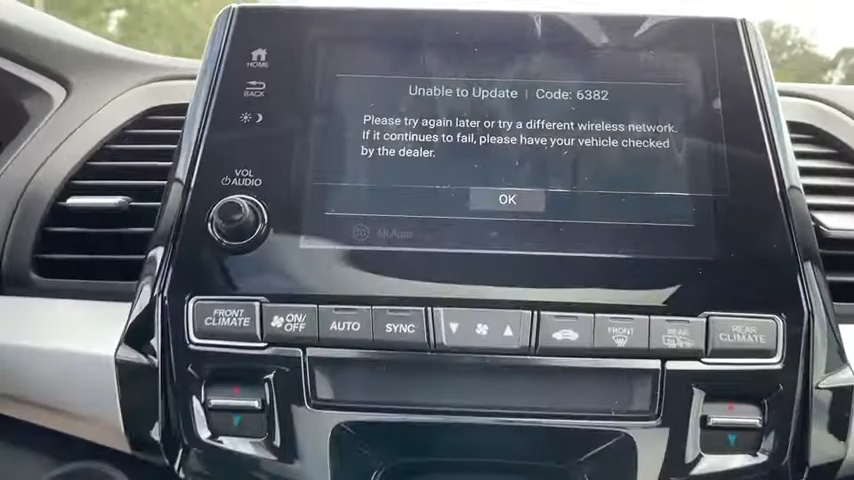 HOME
BACK
Unable to Update | Code: 6382
Please try again later or try a different wireless network.
If it continues to fail, please have your vehicle checked
by the dealer.
VOL
AUDIO
OK
All Apps
FRONT
CLIMATE
ON/
OFF
AUTO
SYNC
FRONT
REAR
REAR
CLIMATE